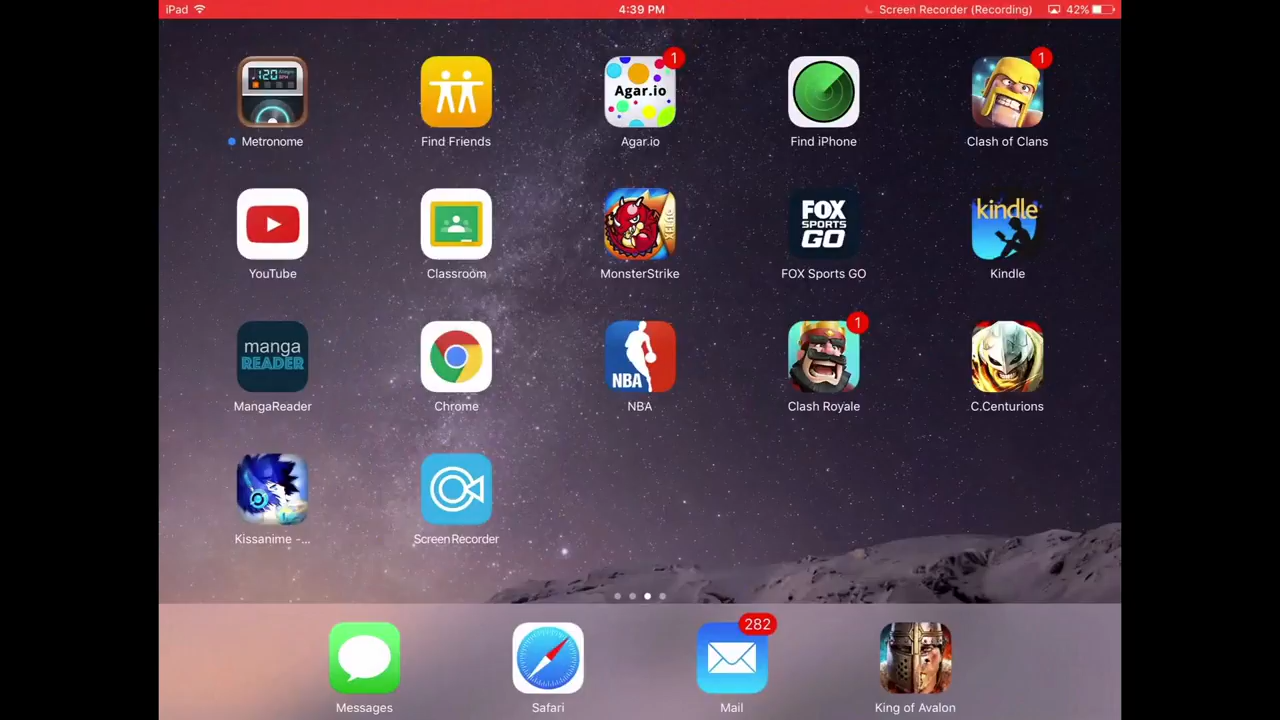 iPad 4:39 PM Screen Recorder (Recording) 42%
120
Agar.io
1
1
Metronome Find Friends Agar.io Find iPhone Clash of Clans
FOX
SPORTS
GO
kindle
YouTube Classroom MonsterStrike FOX Sports GO Kindle
manga
READER
NBA
1
MangaReader Chrome NBA Clash Royale C.Centurions
Kissanime -... Screen Recorder
282
Messages Safari Mail King of Avalon